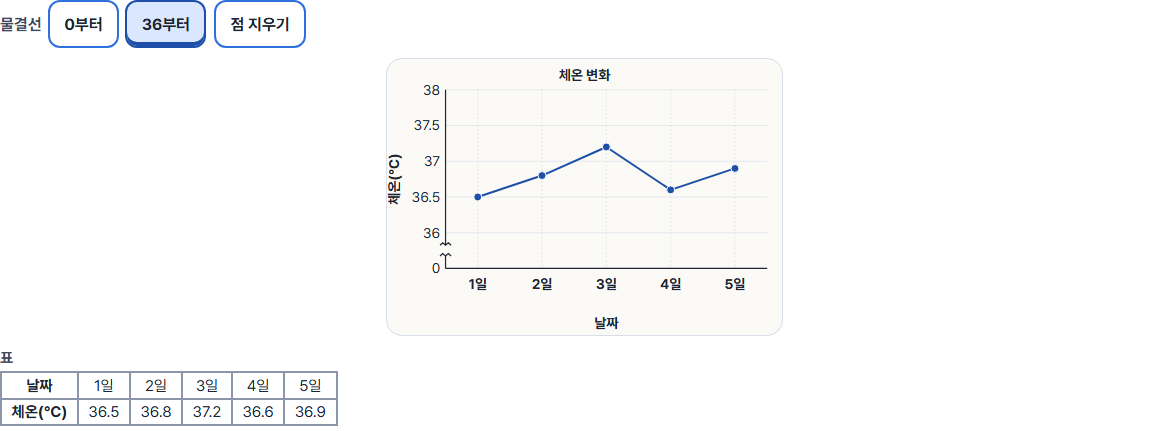 물결선 0부터 36부터 점 지우기
체온 변화
38
37.5
37
36.5
36
0
체온(°C)
1일 2일 3일 4일 5일
날짜
표
날짜 1일 2일 3일 4일 5일
체온(°C) 36.5 36.8 37.2 36.6 36.9